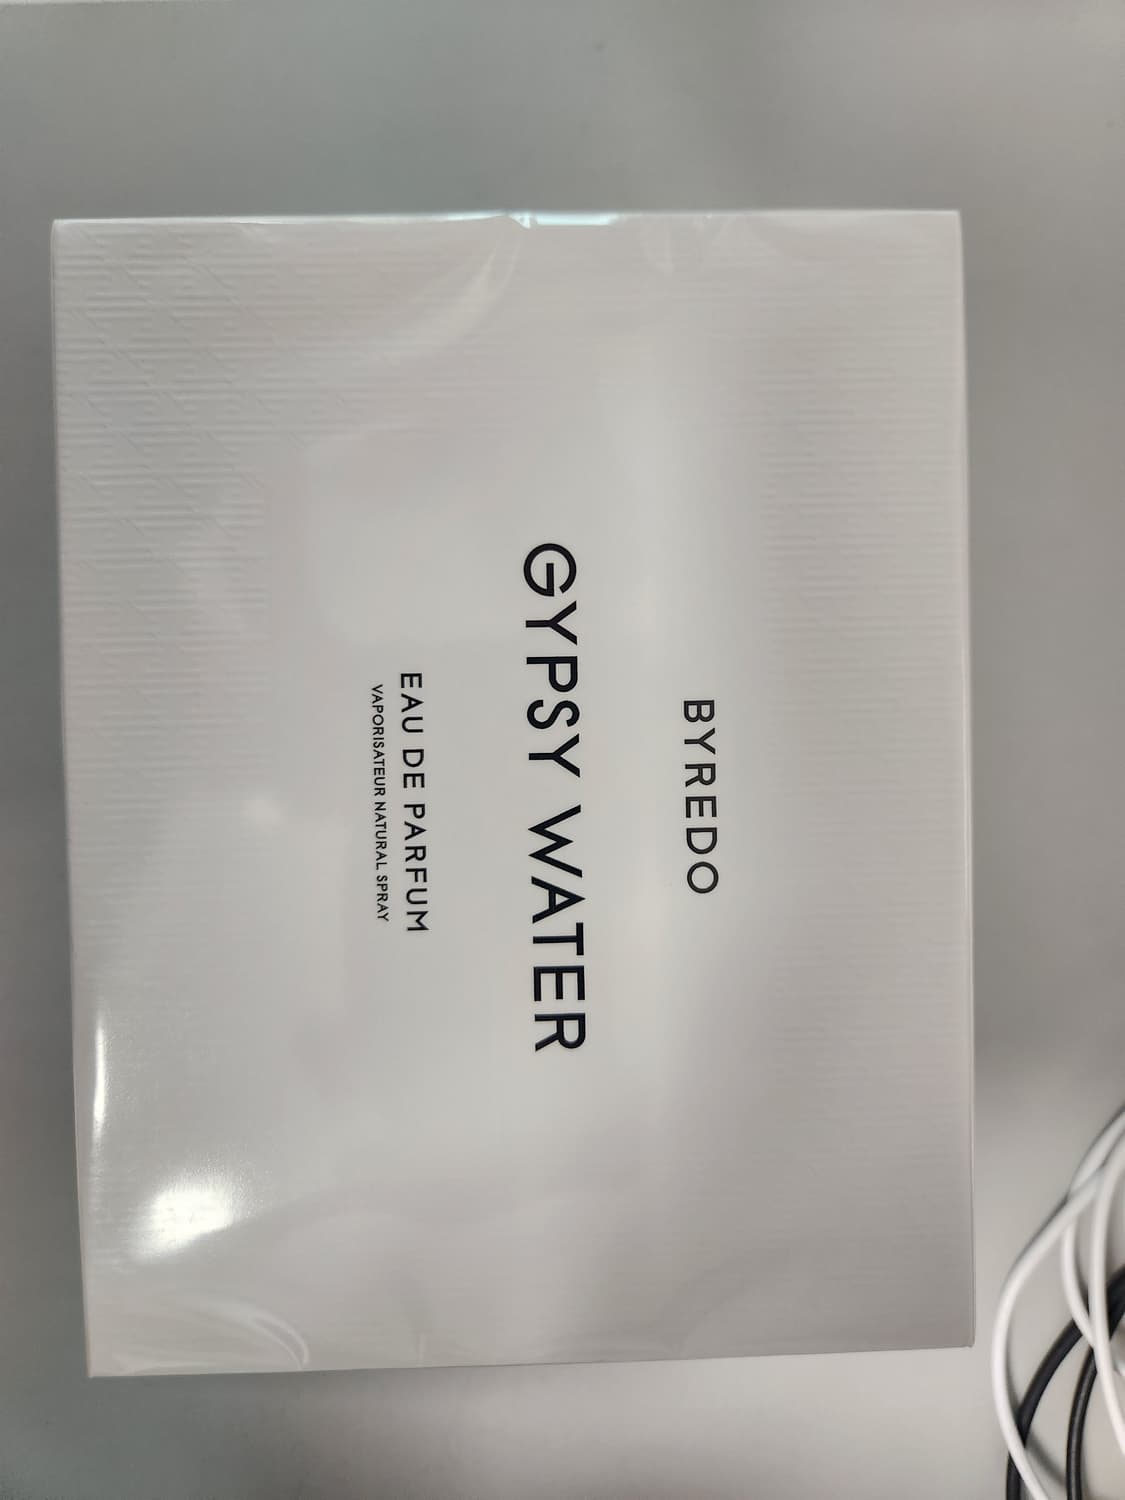 BYREDO
GYPSY WATER
EAU DE PARFUM
VAPORISATEUR NATURAL SPRAY